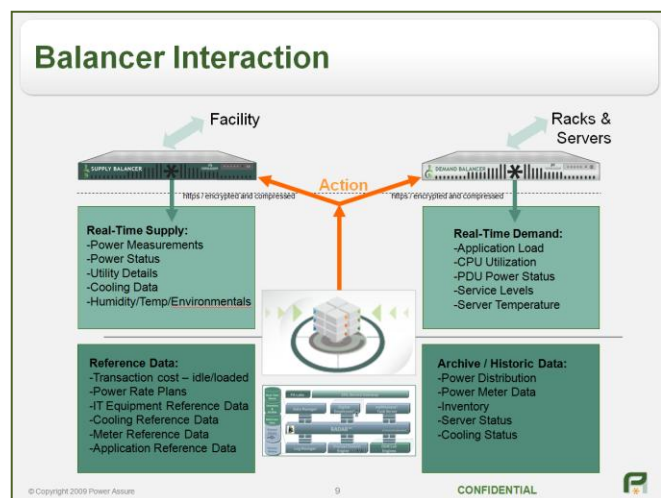 Balancer Interaction
Facility
Racks &
Servers
SUPPLY BALANCER
DEMAND BALANCER
Action
https / encrypted and compressed
https / encrypted and compressed
Real-Time Supply:
-Power Measurements
-Power Status
-Utility Details
-Cooling Data
-Humidity/Temp/Environmentals
Real-Time Demand:
-Application Load
-CPU Utilization
-PDU Power Status
-Service Levels
-Server Temperature
Reference Data:
-Transaction cost – idle/loaded
-Power Rate Plans
-IT Equipment Reference Data
-Cooling Reference Data
-Meter Reference Data
-Application Reference Data
RADAR
Archive / Historic Data:
-Power Distribution
-Power Meter Data
-Inventory
-Server Status
-Cooling Status
© Copyright 2009 Power Assure
9
CONFIDENTIAL